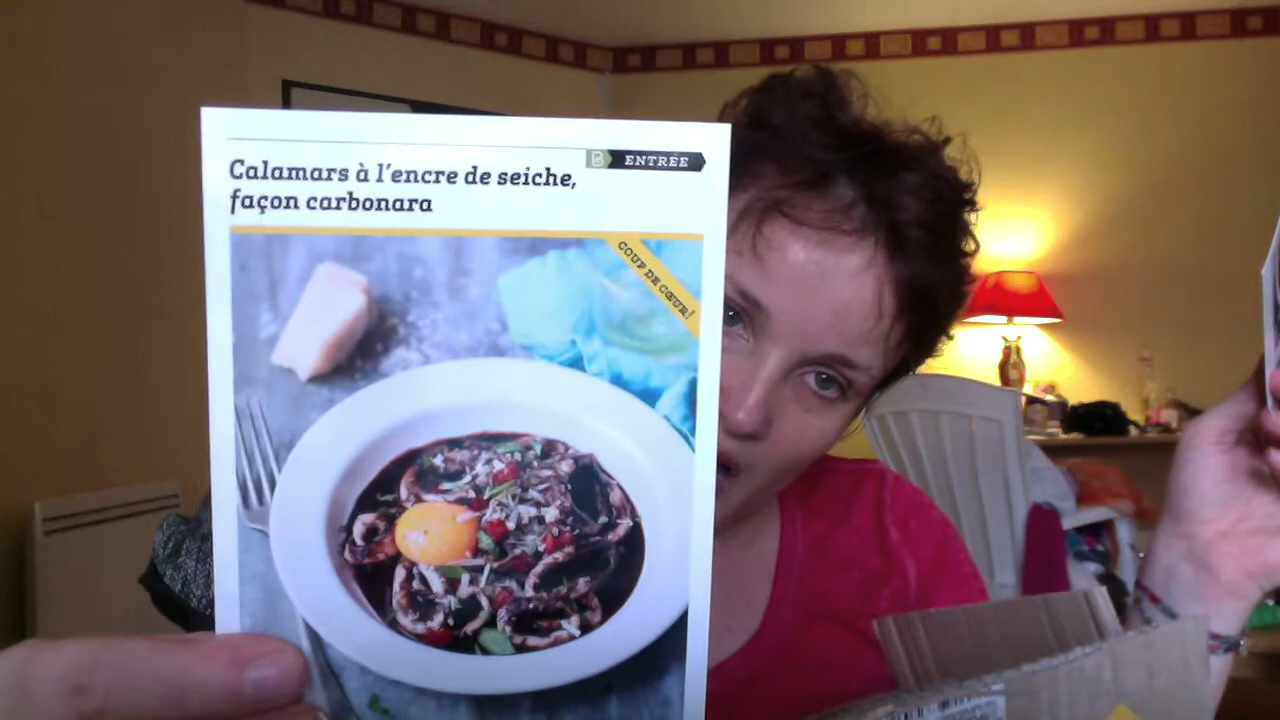 B ENTRÉE
Calamars à l'encre de seiche,
façon carbonara
COUP DE CŒUR!